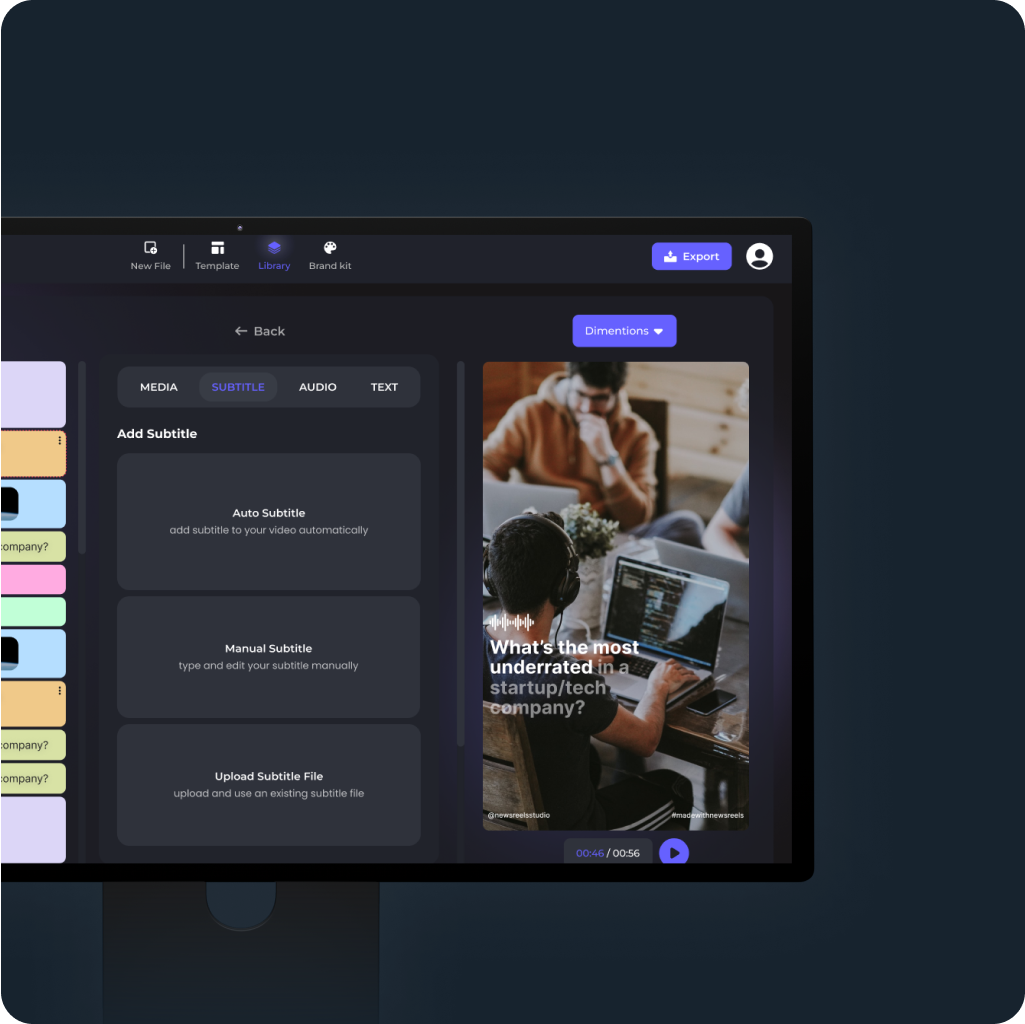 New File
Template
Library
Brand kit
Export
Back
Dimentions
MEDIA
SUBTITLE
AUDIO
TEXT
Add Subtitle
Auto Subtitle
add subtitle to your video automatically
Manual Subtitle
type and edit your subtitle manually
Upload Subtitle File
upload and use an existing subtitle file
company?
company?
company?
What's the most
underrated in a
startup/tech
company?
@newsreelsstudio
#madewithnewsreels
00:46 / 00:56